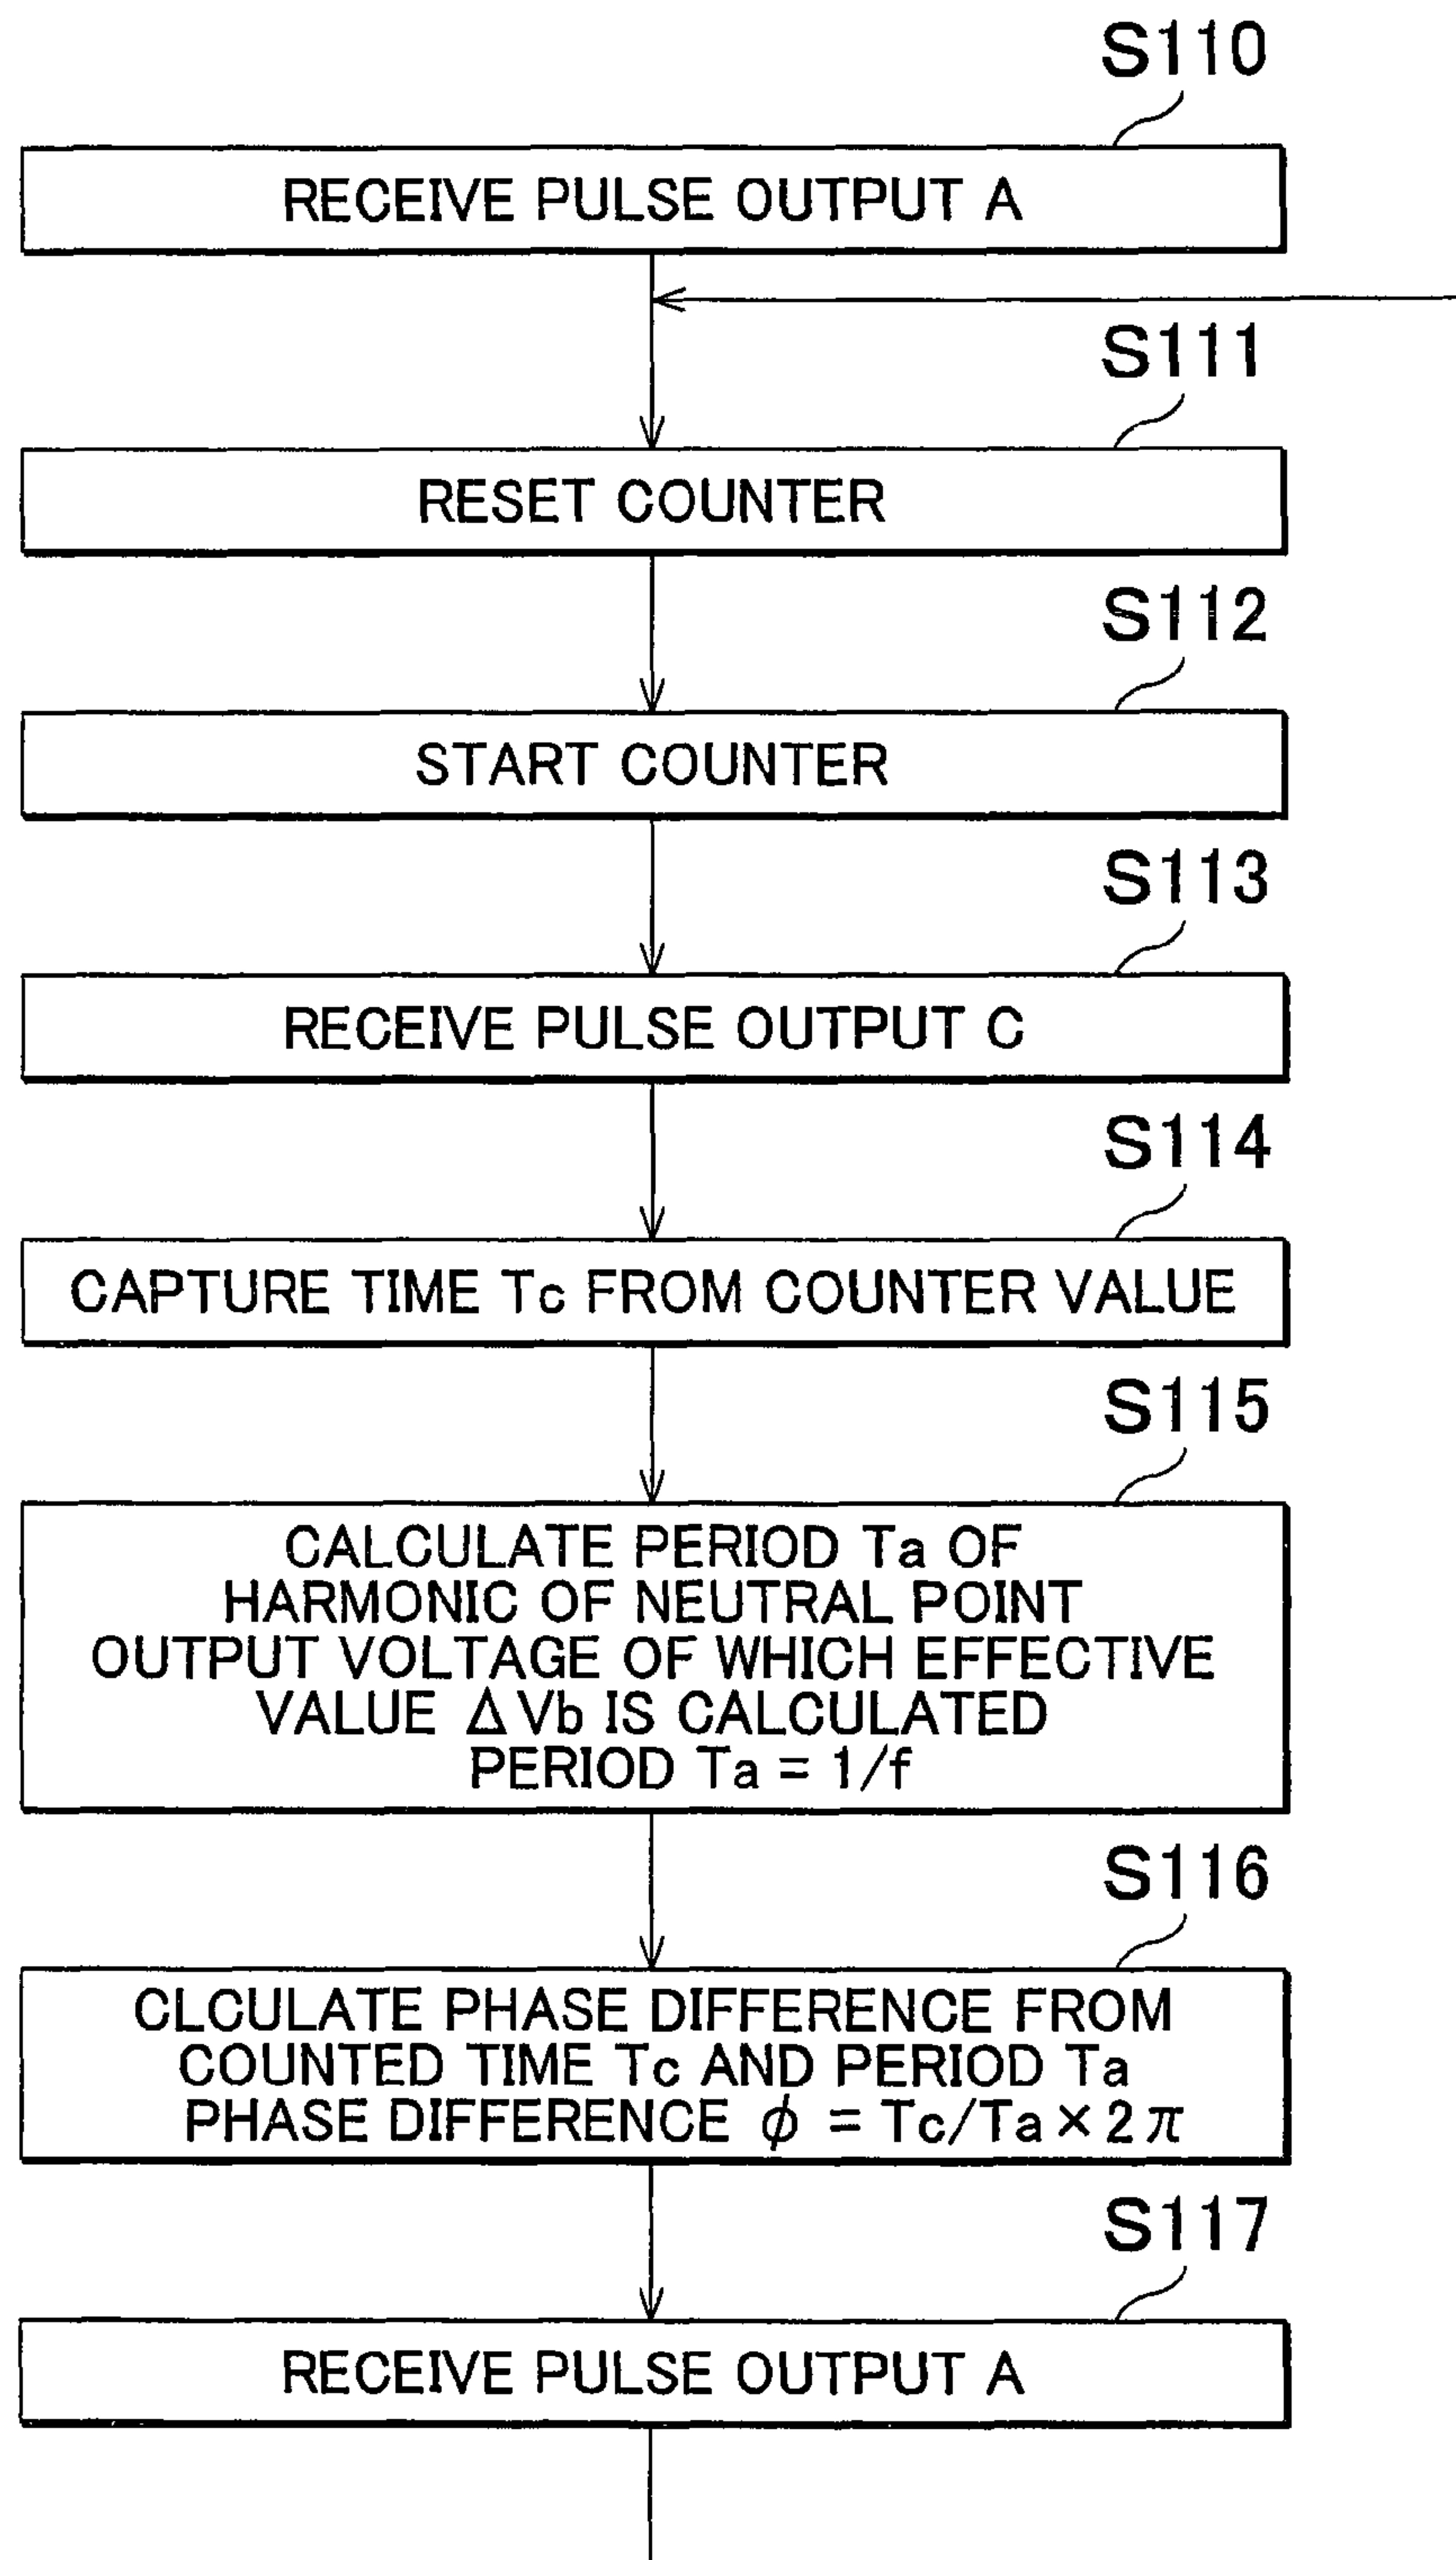 S110
RECEIVE PULSE OUTPUT A
S111
RESET COUNTER
S112
START COUNTER
S113
RECEIVE PULSE OUTPUT C
S114
CAPTURE TIME Tc FROM COUNTER VALUE
S115
CALCULATE PERIOD Ta OF
HARMONIC OF NEUTRAL POINT
OUTPUT VOLTAGE OF WHICH EFFECTIVE
VALUE ΔVb IS CALCULATED
PERIOD Ta = 1/f
S116
CLCULATE PHASE DIFFERENCE FROM
COUNTED TIME Tc AND PERIOD Ta
PHASE DIFFERENCE ϕ = Tc/Ta × 2π
S117
RECEIVE PULSE OUTPUT A